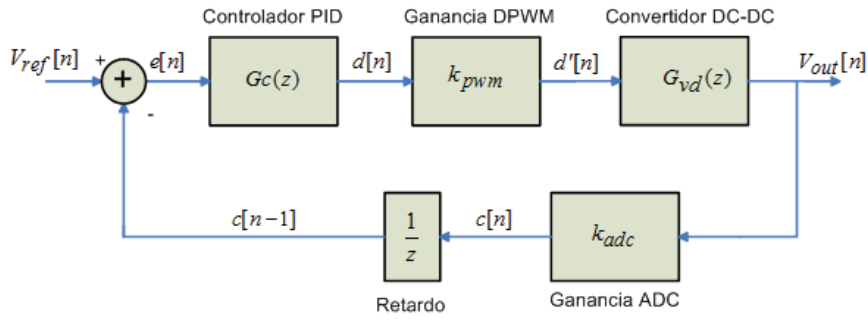 Controlador PID
Ganancia DPWM
Convertidor DC-DC
V_ref[n]
+
+
-
e[n]
Gc(z)
d[n]
k_pwm
d'[n]
G_vd(z)
V_out[n]
c[n-1]
1/z
c[n]
k_adc
Retardo
Ganancia ADC